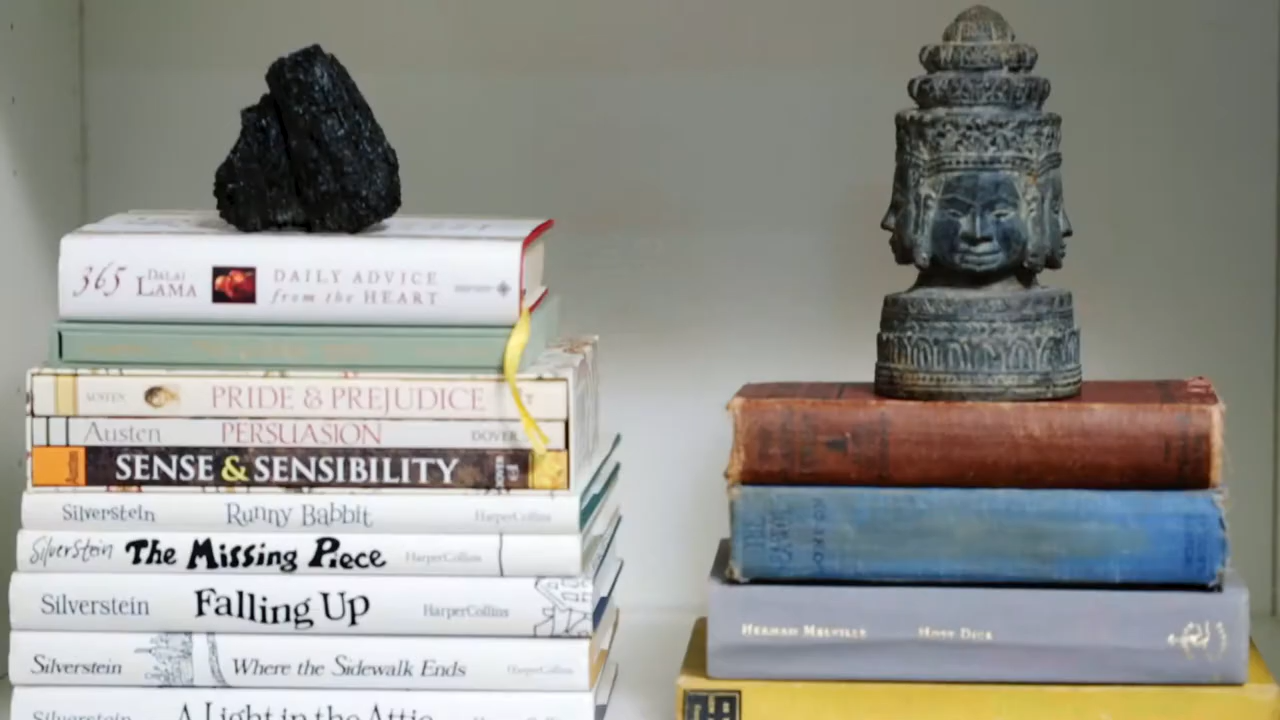 365 DALAI LAMA DAILY ADVICE from the HEART
AUSTEN PRIDE & PREJUDICE
Austen PERSUASION DOVER
SENSE & SENSIBILITY
Silverstein Runny Babbit HarperCollins
Silverstein The Missing Piece HarperCollins
Silverstein Falling Up HarperCollins
Silverstein Where the Sidewalk Ends HarperCollins
Silverstein A Light in the Attic HarperCollins
HERMAN MELVILLE MOBY DICK